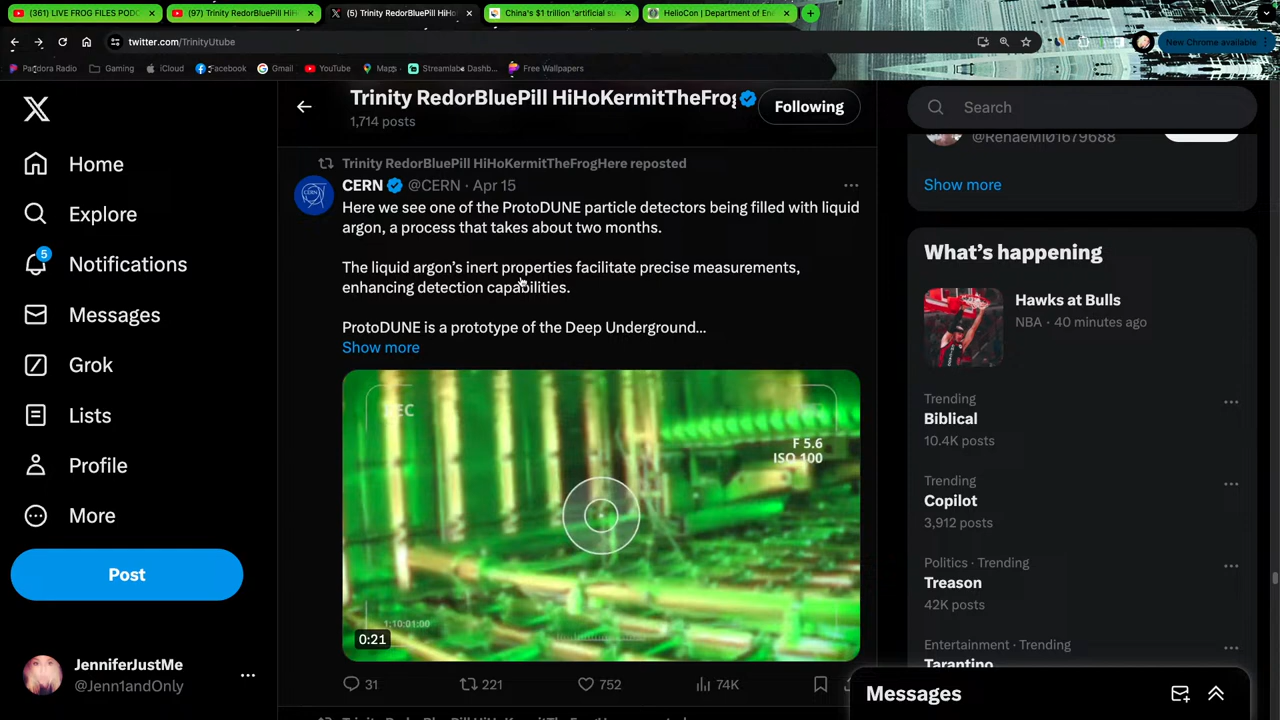 (361) LIVE FROG FILES PODC
(97) Trinity RedorBluePill HiH
(5) Trinity RedorBluePill HiHo
China's $1 trillion 'artificial su
HelioCon | Department of En
twitter.com/TrinityUtube
New Chrome available
Pandora Radio
Gaming
iCloud
Facebook
Gmail
YouTube
Maps
Streamlabs Dashb...
Free Wallpapers
Home
Explore
5
Notifications
Messages
Grok
Lists
Profile
More
Post
JenniferJustMe
@Jenn1andOnly
Trinity RedorBluePill HiHoKermitTheFrog
1,714 posts
Following
Trinity RedorBluePill HiHoKermitTheFrogHere reposted
CERN @CERN · Apr 15
Here we see one of the ProtoDUNE particle detectors being filled with liquid
argon, a process that takes about two months.
The liquid argon's inert properties facilitate precise measurements,
enhancing detection capabilities.
ProtoDUNE is a prototype of the Deep Underground...
Show more
REC
F 5.6
ISO 100
1:10:01:00
0:21
31
221
752
74K
Search
@RenaeMi01679688
Show more
What's happening
Hawks at Bulls
NBA · 40 minutes ago
Trending
Biblical
10.4K posts
Trending
Copilot
3,912 posts
Politics · Trending
Treason
42K posts
Entertainment · Trending
Tarantino
Messages